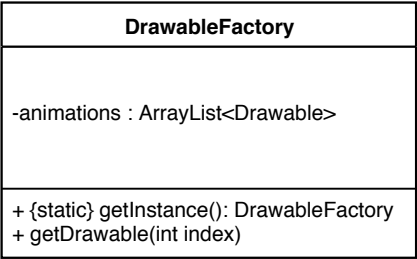 DrawableFactory
-animations : ArrayList<Drawable>
+ {static} getInstance(): DrawableFactory
+ getDrawable(int index)